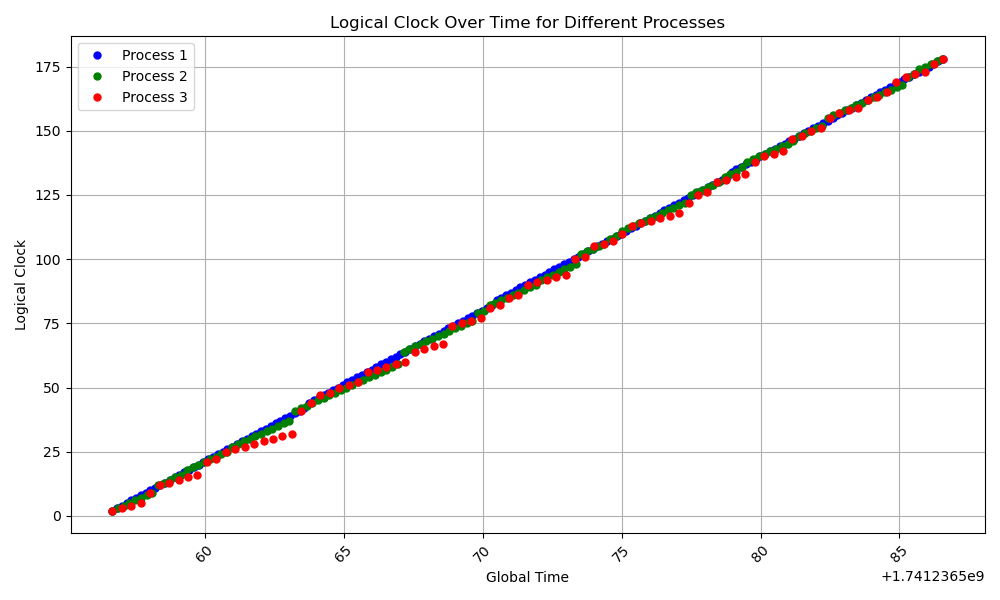 Logical Clock Over Time for Different Processes
Process 1
Process 2
Process 3
Logical Clock
175
150
125
100
75
50
25
0
60
65
70
75
80
85
+1.7412365e9
Global Time